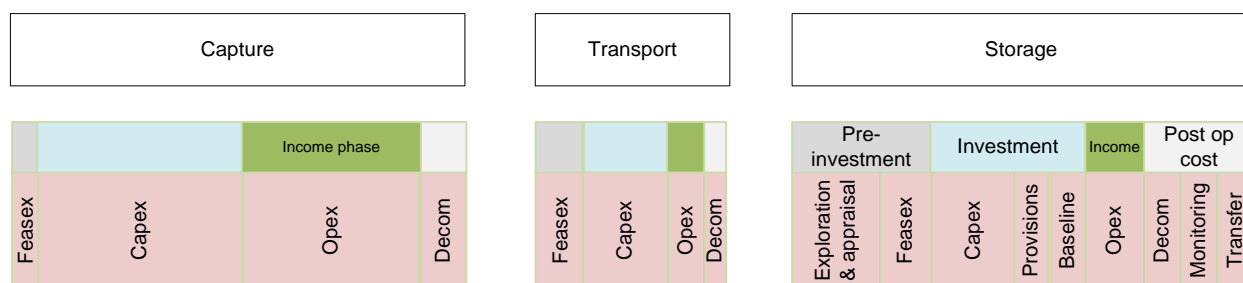 Capture
Transport
Storage
Income phase
Pre-
investment
Investment
Income
Post op
cost
Feasex
Capex
Opex
Decom
Feasex
Capex
Opex
Decom
Exploration
& appraisal
Feasex
Capex
Provisions
Baseline
Opex
Decom
Monitoring
Transfer